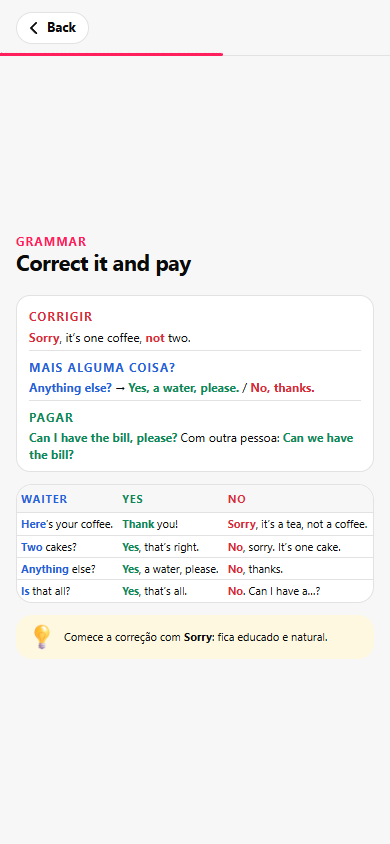 Back
GRAMMAR
Correct it and pay
CORRIGIR
Sorry, it's one coffee, not two.
MAIS ALGUMA COISA?
Anything else? → Yes, a water, please. / No, thanks.
PAGAR
Can I have the bill, please? Com outra pessoa: Can we have
the bill?
WAITER YES NO
Here's your coffee. Thank you! Sorry, it's a tea, not a coffee.
Two cakes? Yes, that's right. No, sorry. It's one cake.
Anything else? Yes, a water, please. No, thanks.
Is that all? Yes, that's all. No. Can I have a...?
Comece a correção com Sorry: fica educado e natural.